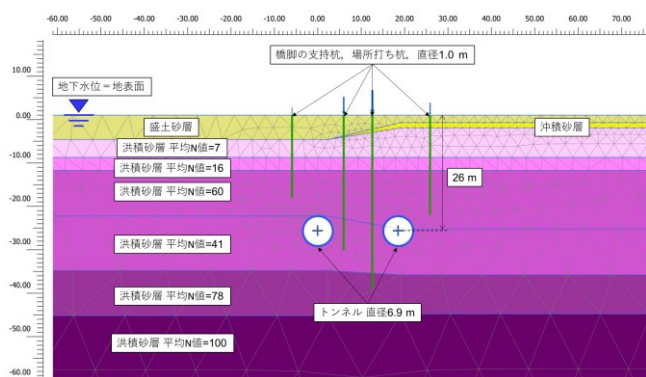 -60.00 -50.00 -40.00 -30.00 -20.00 -10.00 0.00 10.00 20.00 30.00 40.00 50.00 60.00 70.00
橋脚の支持杭，場所打ち杭，直径1.0 m
10.00
地下水位＝地表面
0.00
盛土砂層
沖積砂層
洪積砂層 平均N値=7
-10.00
洪積砂層 平均N値=16
26 m
洪積砂層 平均N値=60
-20.00
洪積砂層 平均N値=41
-30.00
洪積砂層 平均N値=78
トンネル 直径6.9 m
-40.00
洪積砂層 平均N値=100
-50.00
-60.00